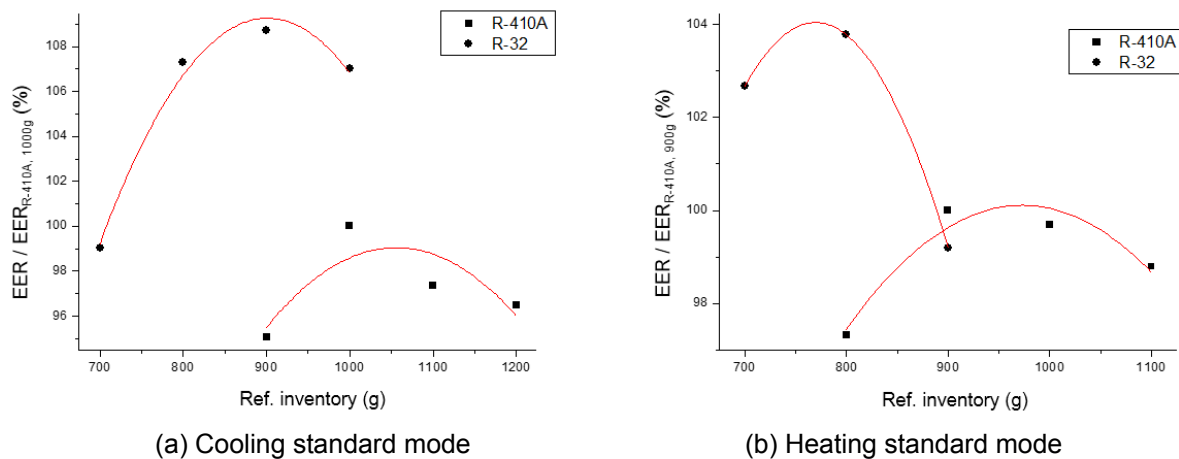 R-410A
R-32
EER / EER_R-410A, 1000g (%)
108
106
104
102
100
98
96
700 800 900 1000 1100 1200
Ref. inventory (g)
(a) Cooling standard mode
R-410A
R-32
EER / EER_R-410A, 900g (%)
104
102
100
98
700 800 900 1000 1100
Ref. inventory (g)
(b) Heating standard mode